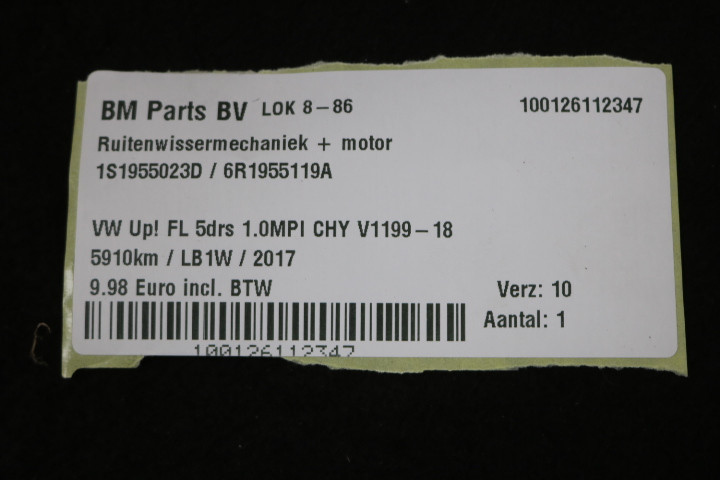 BM Parts BV LOK 8-86 100126112347
Ruitenwissermechaniek + motor
1S1955023D / 6R1955119A
VW Up! FL 5drs 1.0MPI CHY V1199-18
5910km / LB1W / 2017
9.98 Euro incl. BTW Verz: 10
Aantal: 1
100126112347